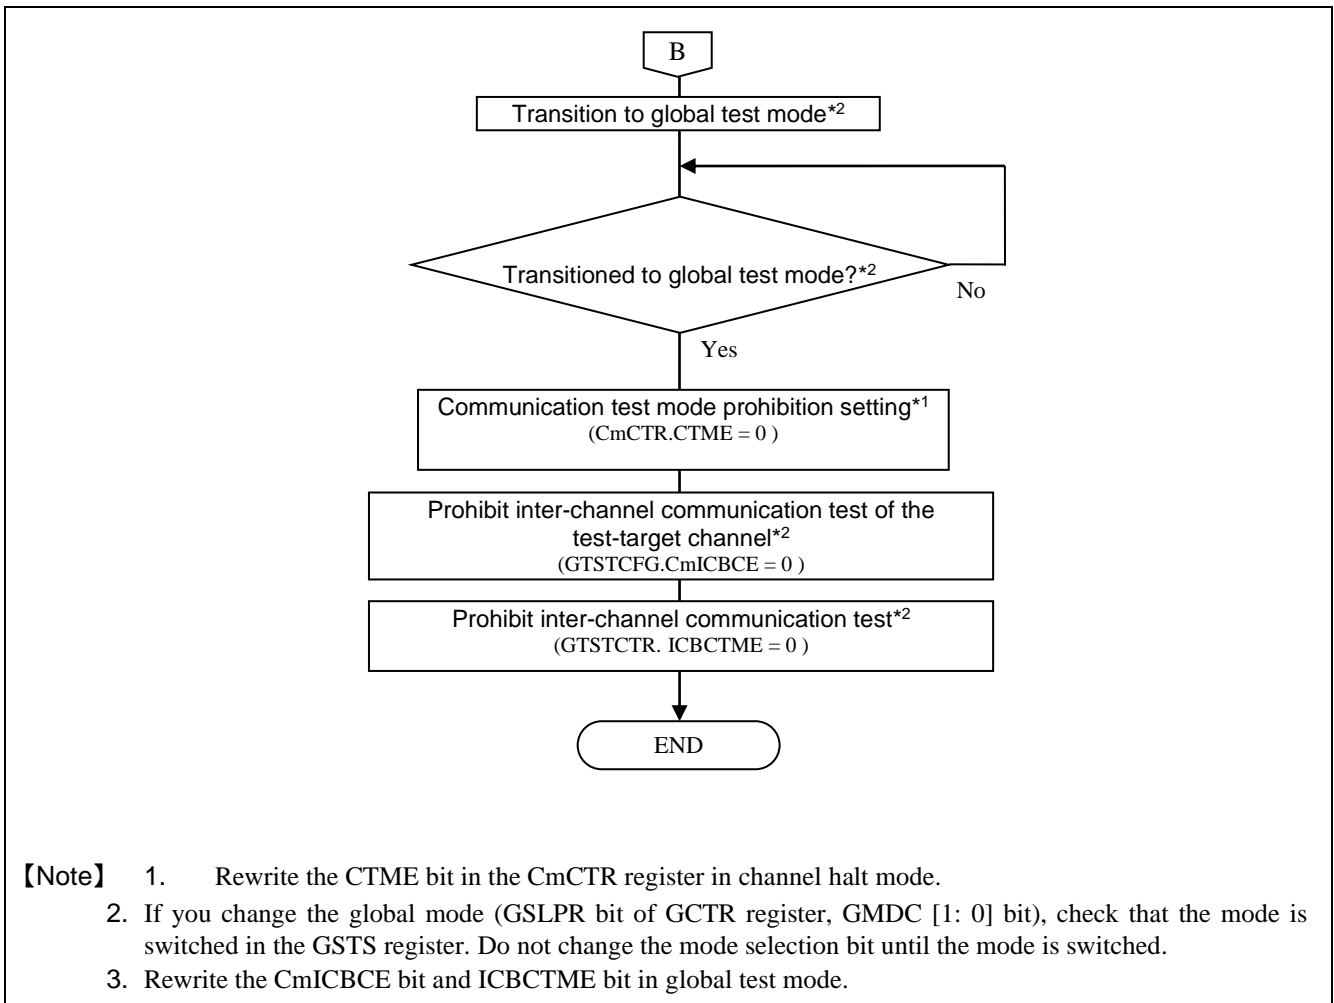 B
Transition to global test mode*2
Transitioned to global test mode?*2
No
Yes
Communication test mode prohibition setting*1
(CmCTR.CTME = 0 )
Prohibit inter-channel communication test of the
test-target channel*2
(GTSTCFG.CmICBCE = 0 )
Prohibit inter-channel communication test*2
(GTSTCTR. ICBCTME = 0 )
END
【Note】 1. Rewrite the CTME bit in the CmCTR register in channel halt mode.
2. If you change the global mode (GSLPR bit of GCTR register, GMDC [1: 0] bit), check that the mode is
switched in the GSTS register. Do not change the mode selection bit until the mode is switched.
3. Rewrite the CmICBCE bit and ICBCTME bit in global test mode.